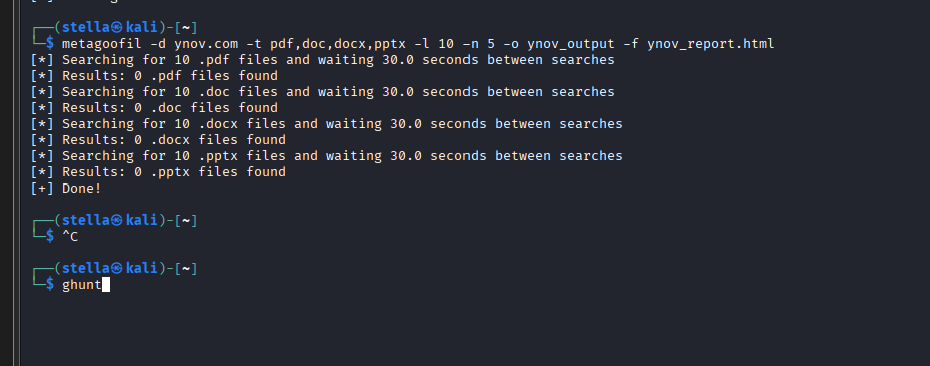 ┌──(stella㉿kali)-[~]
└─$ metagoofil -d ynov.com -t pdf,doc,docx,pptx -l 10 -n 5 -o ynov_output -f ynov_report.html
[*] Searching for 10 .pdf files and waiting 30.0 seconds between searches
[*] Results: 0 .pdf files found
[*] Searching for 10 .doc files and waiting 30.0 seconds between searches
[*] Results: 0 .doc files found
[*] Searching for 10 .docx files and waiting 30.0 seconds between searches
[*] Results: 0 .docx files found
[*] Searching for 10 .pptx files and waiting 30.0 seconds between searches
[*] Results: 0 .pptx files found
[+] Done!
┌──(stella㉿kali)-[~]
└─$ ^C
┌──(stella㉿kali)-[~]
└─$ ghunt